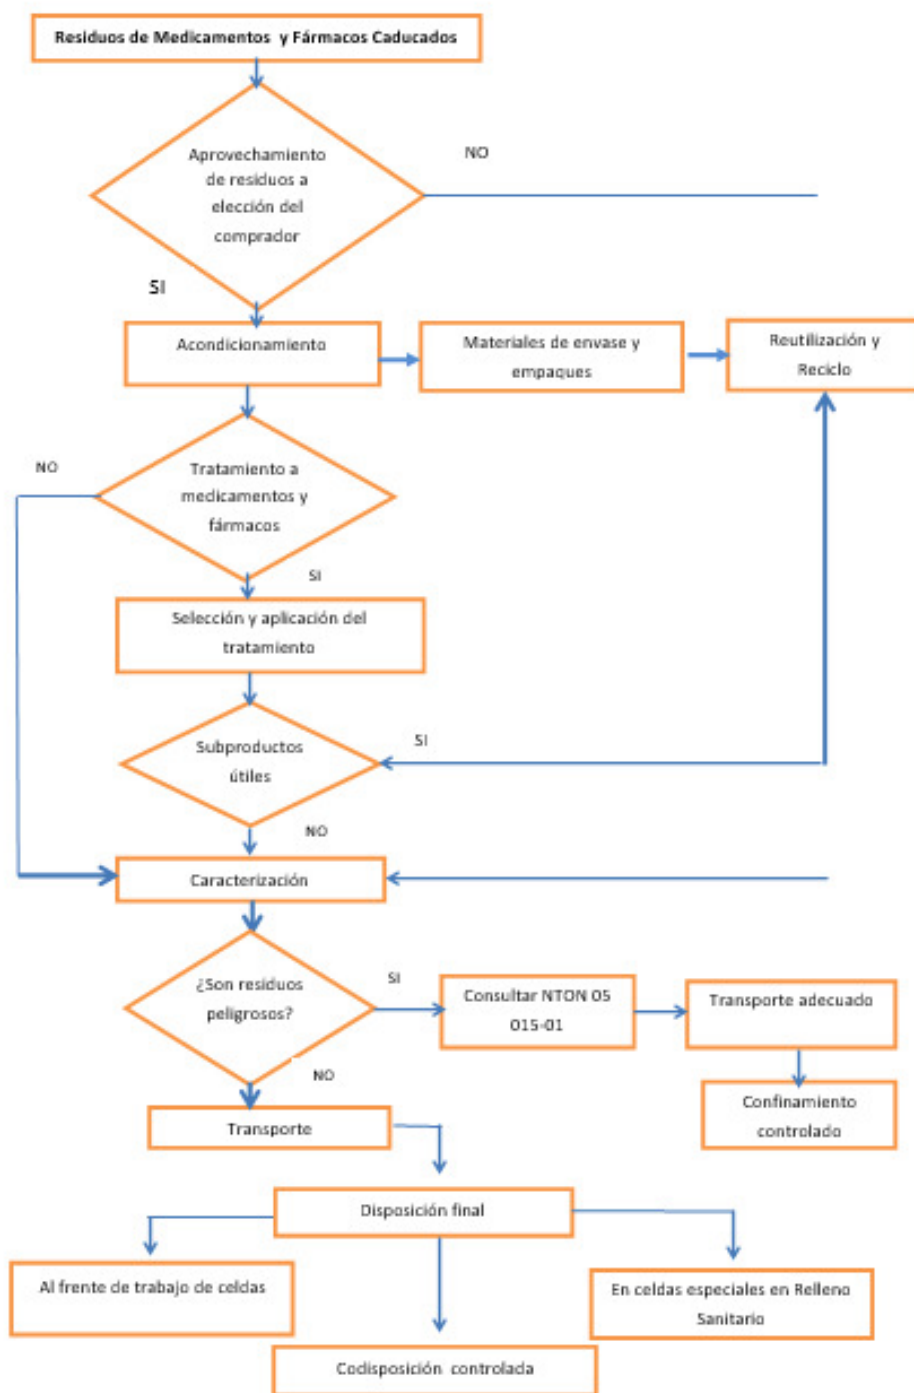 Residuos de Medicamentos y Fármacos Caducados
Aprovechamiento
de residuos a
elección del
comprador
NO
SI
Acondicionamiento
Materiales de envase y
empaques
Reutilización y
Reciclo
NO
Tratamiento a
medicamentos y
fármacos
SI
Selección y aplicación del
tratamiento
Subproductos
útiles
SI
NO
Caracterización
¿Son residuos
peligrosos?
SI
Consultar NTON 05
015-01
Transporte adecuado
NO
Confinamiento
controlado
Transporte
Disposición final
Al frente de trabajo de celdas
En celdas especiales en Relleno
Sanitario
Codisposición controlada